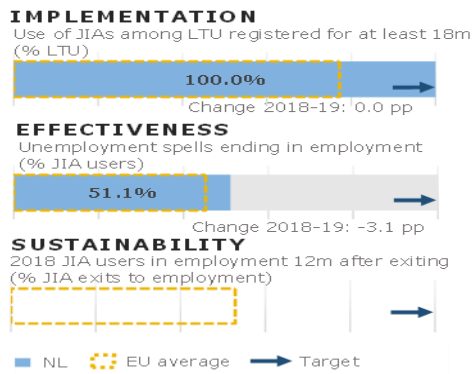 IMPLEMENTATION
Use of JIAs among LTU registered for at least 18m
(% LTU)
100.0%
Change 2018-19: 0.0 pp
EFFECTIVENESS
Unemployment spells ending in employment
(% JIA users)
51.1%
Change 2018-19: -3.1 pp
SUSTAINABILITY
2018 JIA users in employment 12m after exiting
(% JIA exits to employment)
NL EU average Target